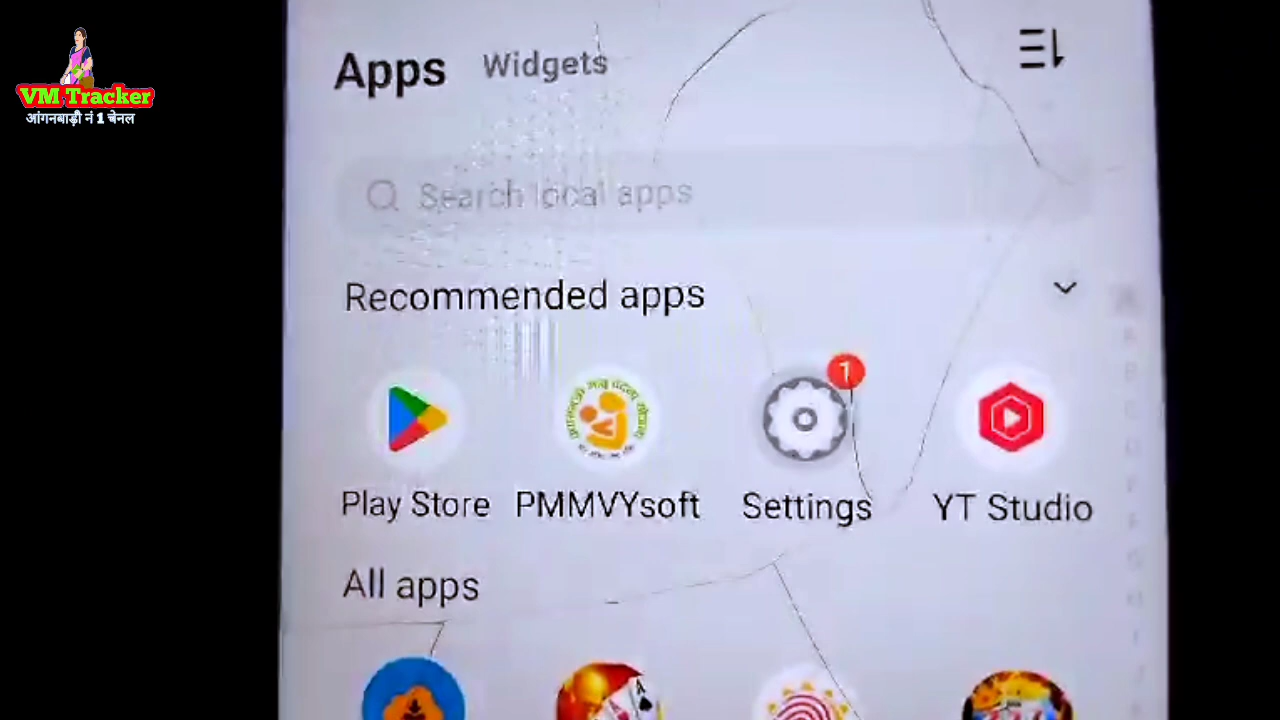 VM Tracker
आंगनबाड़ी नं 1 चेनल
Apps Widgets
Search local apps
Recommended apps
1
Play Store PMMVYsoft Settings YT Studio
All apps